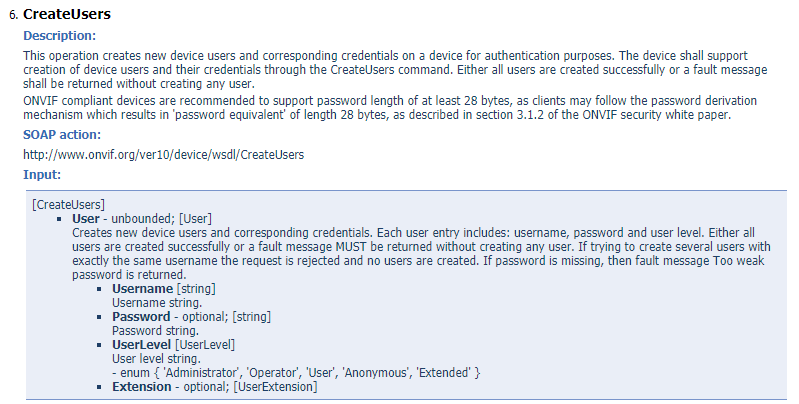 6. CreateUsers
Description:
This operation creates new device users and corresponding credentials on a device for authentication purposes. The device shall support
creation of device users and their credentials through the CreateUsers command. Either all users are created successfully or a fault message
shall be returned without creating any user.
ONVIF compliant devices are recommended to support password length of at least 28 bytes, as clients may follow the password derivation
mechanism which results in 'password equivalent' of length 28 bytes, as described in section 3.1.2 of the ONVIF security white paper.
SOAP action:
http://www.onvif.org/ver10/device/wsdl/CreateUsers
Input:
[CreateUsers]
▪ User - unbounded; [User]
Creates new device users and corresponding credentials. Each user entry includes: username, password and user level. Either all
users are created successfully or a fault message MUST be returned without creating any user. If trying to create several users with
exactly the same username the request is rejected and no users are created. If password is missing, then fault message Too weak
password is returned.
▪ Username [string]
Username string.
▪ Password - optional; [string]
Password string.
▪ UserLevel [UserLevel]
User level string.
- enum { 'Administrator', 'Operator', 'User', 'Anonymous', 'Extended' }
▪ Extension - optional; [UserExtension]